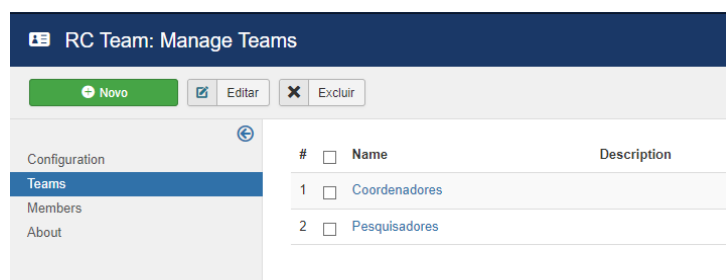 RC Team: Manage Teams
Novo Editar Excluir
Configuration
Teams
Members
About
# Name Description
1 Coordenadores
2 Pesquisadores